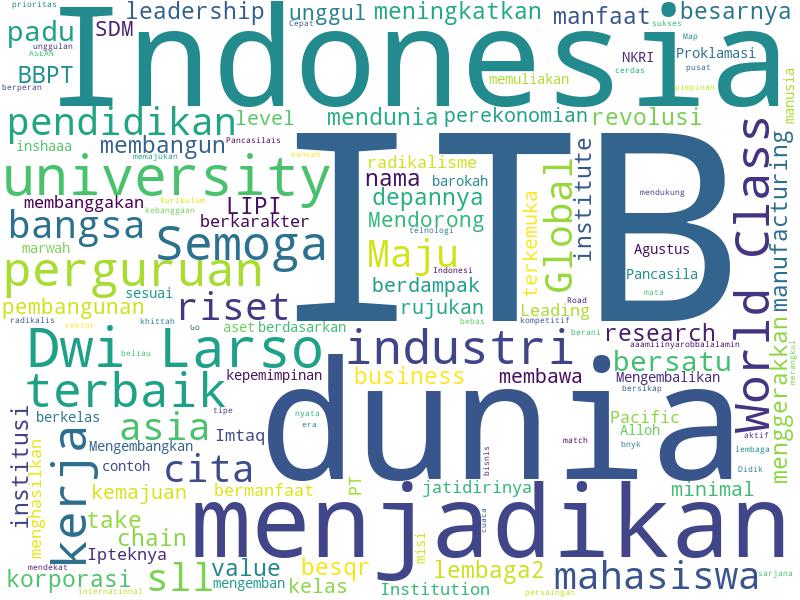 prioritas
leadership
unggul
meningkatkan
manfaat
besarnya
padu
SDM
Indonesia
Cepat
sukses
unggulan
ASEAN
BBPT
berperan
NKRI
Map
Proklamasi
cerdas
pusat
memuliakan
pimpinan
manusia
pendidikan
level
mendunia
perekonomian
revolusi
inshaaa
membangun
Pancasilais
memajukan
kansah
ITB
radikalisme
nama
barokah
Global
institute
World Class
manufacturing
university
membanggakan
Kurikulum
kebanggaan
LIPI
berkarakter
depannya
Mendorong
telnologi
terkemuka
mendukung
bangsa
marwah
Semoga
Maju
Indonesi
Agustus
Pancasila
mata
perguruan
sesuai
pembangunan
riset
berdampak
rujukan
Road
Leading
radikalis
khittah
rektor
Go
aset
berdasarkan
bebas
kompetitif
berani
research
aaamiiinyarobbalalamin
Dwi Larso
beliau
industri
bersatu
menggerakkan
merangkul
terbaik
kepemimpinan
business
membawa
Mengembalikan
bersikap
dunia
institusi
berkelas
asia
tipe
nyata
era
Pacific
Alloh
bnyk
aktif
menghasilkan
kerja
Mengembangkan
Imtaq
match
lembaga
contoh
cita
bisnis
Didik
kemajuan
bermanfaat
PT
jatidirinya
minimal
take
menjadikan
cuaca
chain
Ipteknya
misi
mendekat
korporasi
sll
value
besqr
lembaga2
mahasiswa
sarjana
mengemban
kelas
Institution
international
persaingan